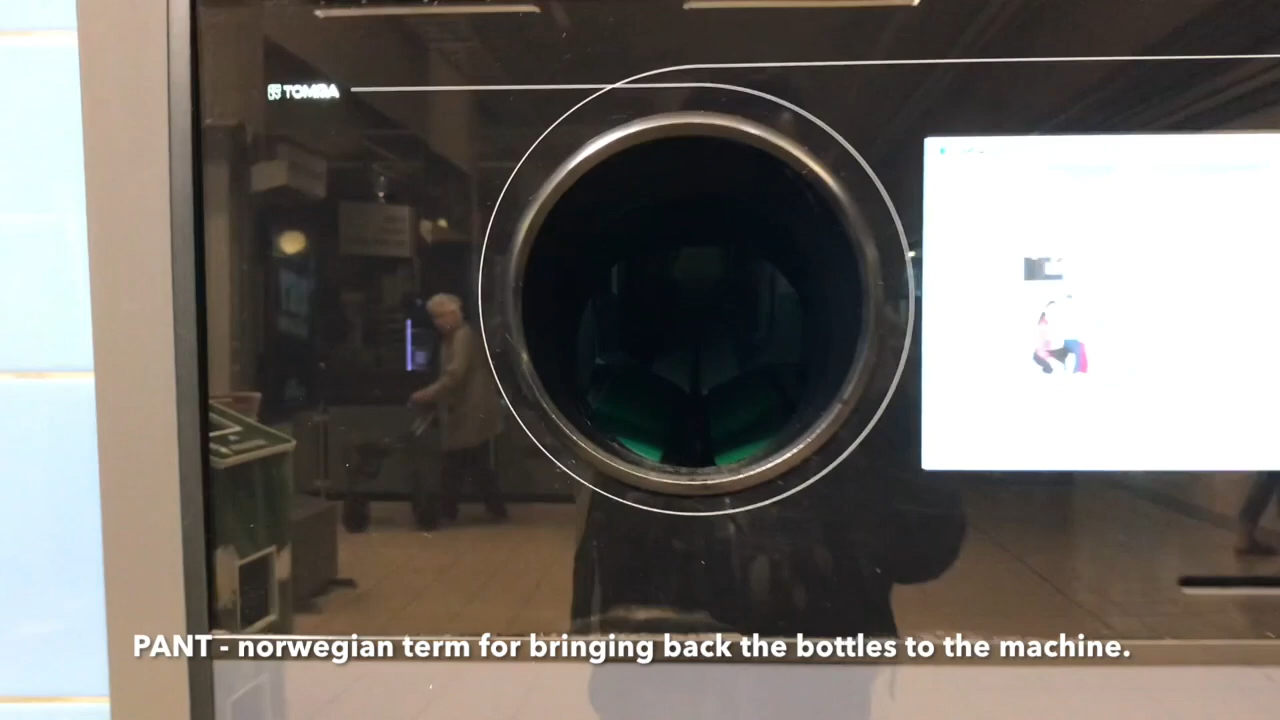 TOMRA
PANT - norwegian term for bringing back the bottles to the machine.